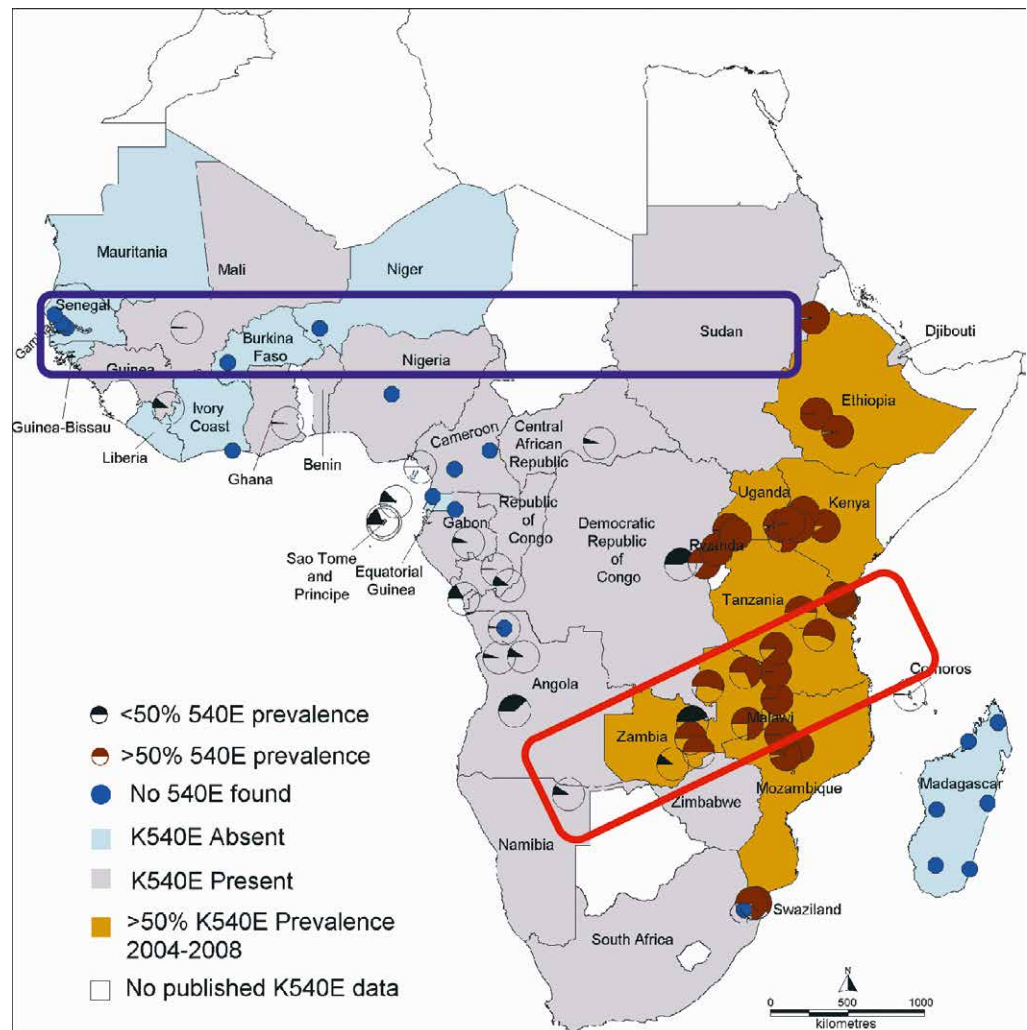 Mauritania
Mali
Niger
Senegal
Sudan
Djibouti
Burkina
Faso
Guinea
Nigeria
Ethiopia
Guinea-Bissau
Ivory
Coast
Liberia
Ghana
Benin
Cameroon
Central
African
Republic
Uganda
Kenya
Gabon
Republic
of
Congo
Democratic
Republic
of
Congo
Rwanda
Sao Tome
and
Principe
Equatorial
Guinea
Tanzania
Comoros
Angola
Zambia
Malawi
Madagascar
Mozambique
Zimbabwe
Namibia
Swaziland
South Africa
<50% 540E prevalence
>50% 540E prevalence
No 540E found
K540E Absent
K540E Present
>50% K540E Prevalence
2004-2008
No published K540E data
N
0 500 1000
kilometres